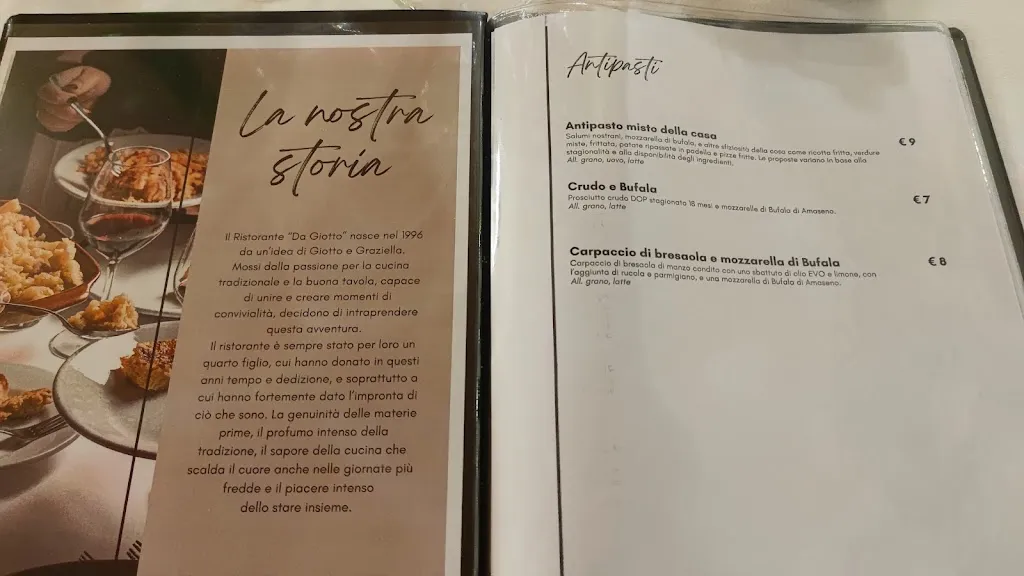 La nostra
storia
Il Ristorante "Da Giotto" nasce nel 1996
da un'idea di Giotto e Graziella.
Mossi dalla passione per la cucina
tradizionale e la buona tavola, capace
di unire e creare momenti di
convivialità, decidono di intraprendere
questa avventura.
Il ristorante è sempre stato per loro un
quarto figlio, cui hanno donato in questi
anni tempo e dedizione, e soprattutto a
cui hanno fortemente dato l'impronta di
ciò che sono. La genuinità delle materie
prime, il profumo intenso della
tradizione, il sapore della cucina che
scalda il cuore anche nelle giornate più
fredde e il piacere intenso
dello stare insieme.
Antipasti
Antipasto misto della casa € 9
Salumi nostrani, mozzarella di bufala, e altre sfiziosità della casa come ricotta fritta, verdure
miste, frittata, patate ripassate in padella e pizze fritte. Le proposte variano in base alla
stagionalità e alla disponibilità degli ingredienti.
All. grano, uova, latte
Crudo e Bufala € 7
Prosciutto crudo DOP stagionato 18 mesi e mozzarella di Bufala di Amaseno.
All. grano, latte
Carpaccio di bresaola e mozzarella di Bufala € 8
Carpaccio di bresaola di manzo condita con uno sbattuto di olio EVO e limone, con
l'aggiunta di rucola e parmigiano, e una mozzarella di Bufala di Amaseno.
All. grano, latte